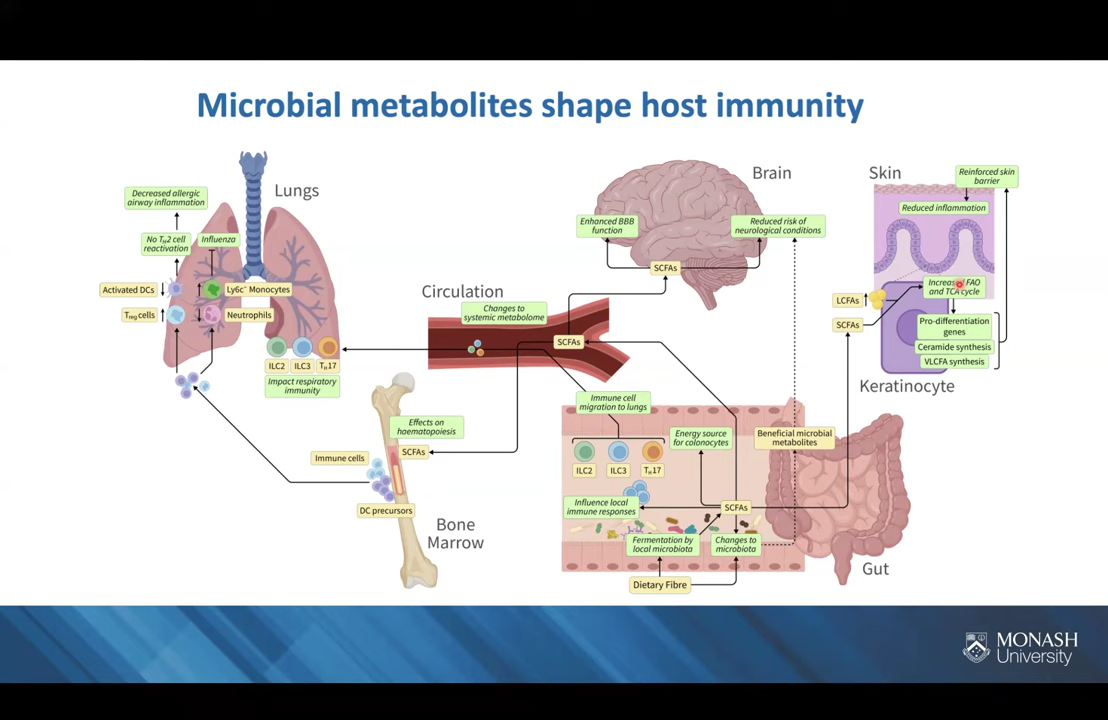 Microbial metabolites shape host immunity
Lungs
Decreased allergic
airway inflammation
No TH2 cell
reactivation
Influenza
Activated DCs
Ly6c⁻ Monocytes
Treg cells
Neutrophils
ILC2
ILC3
TH17
Impact respiratory
immunity
Circulation
Changes to
systemic metabolome
SCFAs
Brain
Enhanced BBB
function
Reduced risk of
neurological conditions
SCFAs
Skin
Reinforced skin
barrier
Reduced inflammation
LCFAs
SCFAs
FAO
and TCA cycle
Pro-differentiation
genes
Ceramide synthesis
VLCFA synthesis
Keratinocyte
Effects on
haematopoiesis
SCFAs
Immune cells
DC precursors
Bone
Marrow
Immune cell
migration to lungs
ILC2
ILC3
TH17
Energy source
for colonocytes
Beneficial microbial
metabolites
Influence local
immune responses
SCFAs
Fermentation by
local microbiota
Changes to
microbiota
Dietary Fibre
Gut
MONASH
University